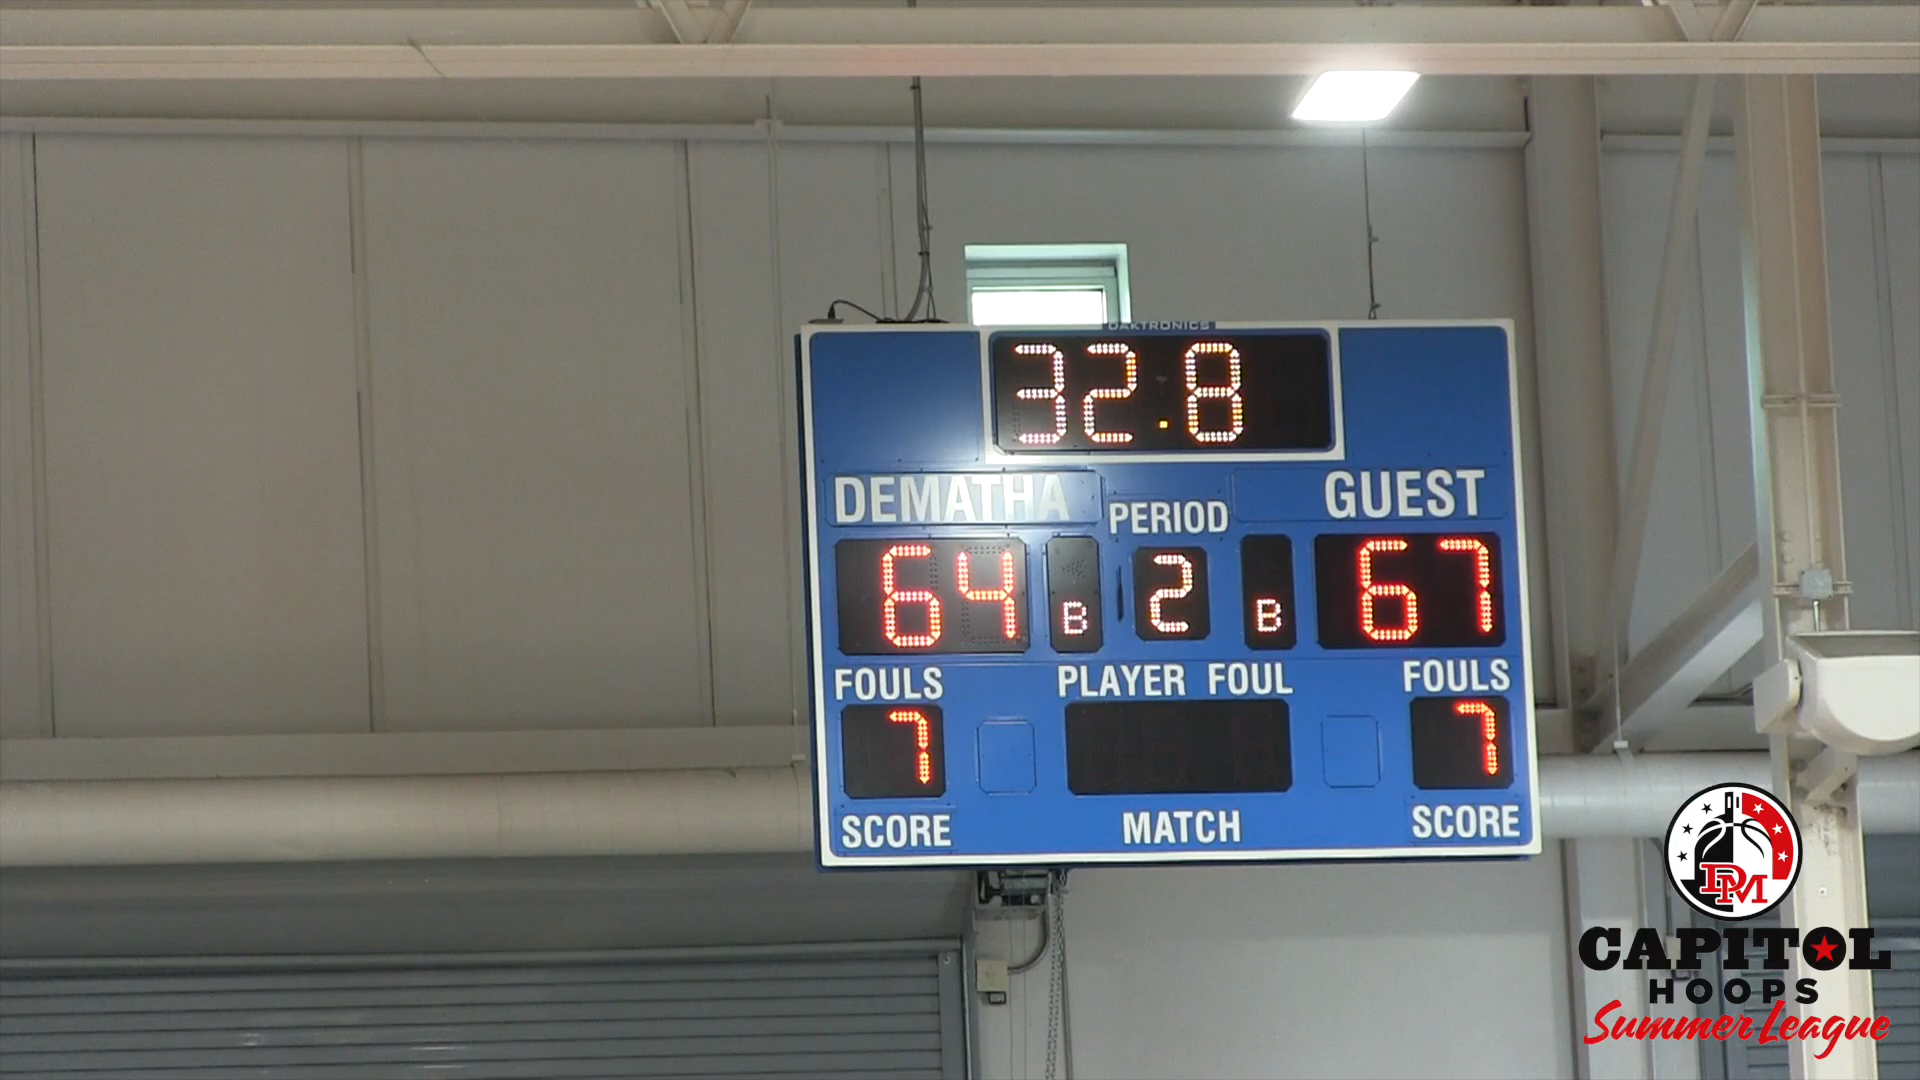 DAKTRONICS
32.8
DEMATHA PERIOD GUEST
64 B 2 B 67
FOULS PLAYER FOUL FOULS
7 7
SCORE MATCH SCORE
DM
CAPITOL
HOOPS
Summer League